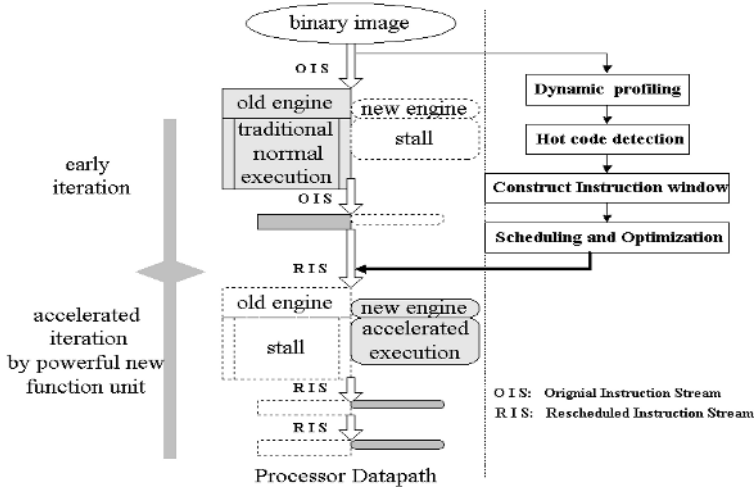 binary image
O I S
Dynamic profiling
old engine
new engine
traditional
normal
execution
stall
Hot code detection
early
iteration
Construct Instruction window
O I S
Scheduling and Optimization
R I S
old engine
new engine
accelerated
iteration
by powerful new
function unit
stall
accelerated
execution
R I S
O I S: Orignial Instruction Stream
R I S: Rescheduled Instruction Stream
R I S
Processor Datapath